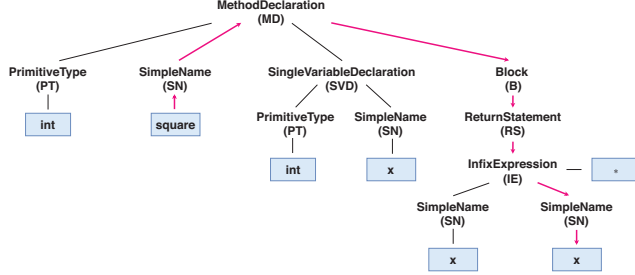 MethodDeclaration
(MD)
PrimitiveType
(PT)
SimpleName
(SN)
SingleVariableDeclaration
(SVD)
Block
(B)
int
square
PrimitiveType
(PT)
SimpleName
(SN)
ReturnStatement
(RS)
int
x
InfixExpression
(IE)
*
SimpleName
(SN)
SimpleName
(SN)
x
x